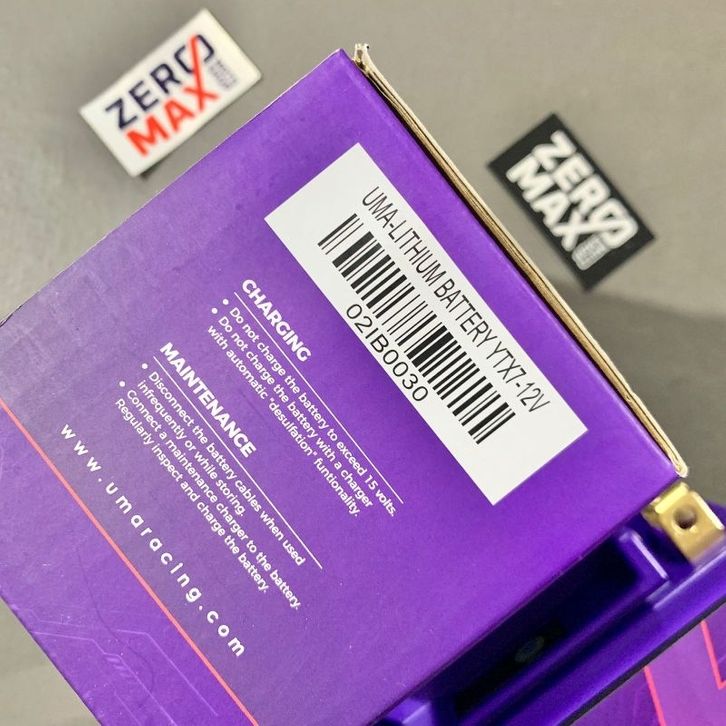 ZERO
MAX
ZERO
MAX
UMA-LTHIUM BATTERY YTX7-12V
02IB0030
CHARGING
• Do not charge the battery to exceed 15 volts.
• Do not charge the battery with a charger
with automatic "desulfation" funtionality.
MAINTENANCE
• Disconnect the battery cables when used
infrequently or while storing.
• Connect a maintenance charger to the battery.
Regularly inspect and charge the battery.
www.umaracing.com